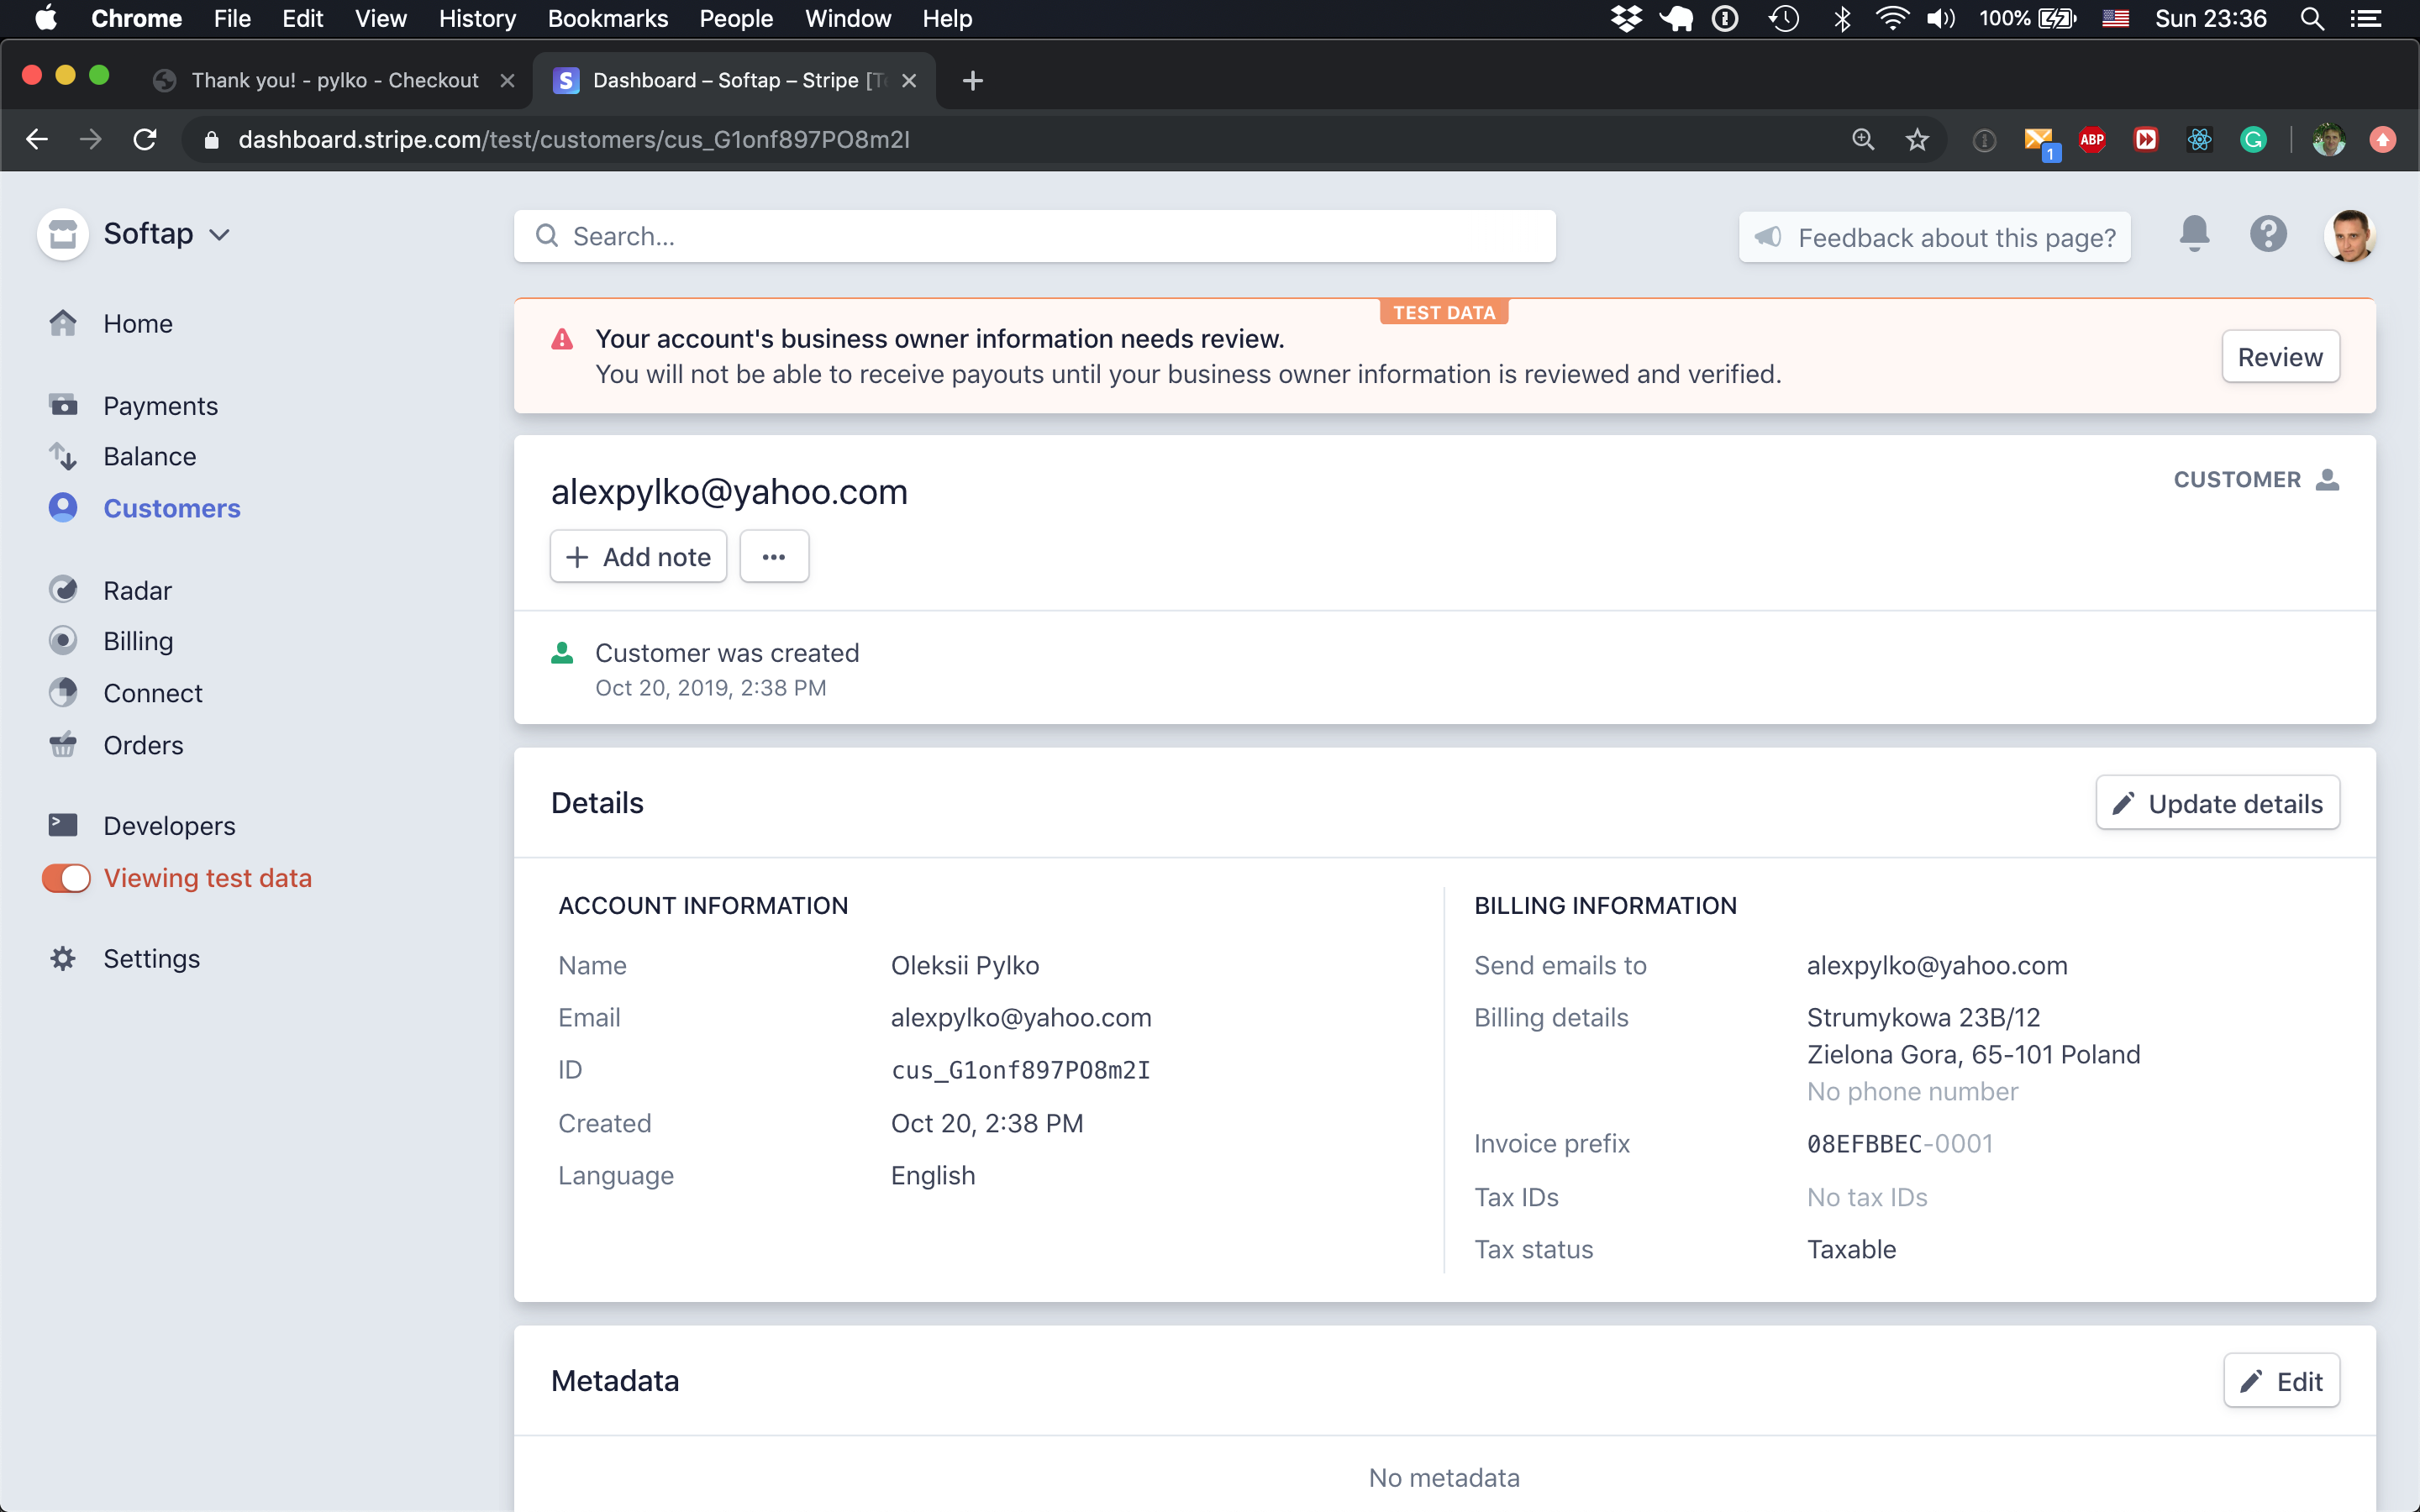 Chrome File Edit View History Bookmarks People Window Help 100% Sun 23:36
Thank you! - pylko - Checkout
Dashboard – Softap – Stripe [Te
dashboard.stripe.com/test/customers/cus_G1onf897PO8m2I
1
ABP
Softap
Search...
Feedback about this page?
Home
Payments
Balance
Customers
Radar
Billing
Connect
Orders
Developers
Viewing test data
Settings
TEST DATA
Your account's business owner information needs review.
You will not be able to receive payouts until your business owner information is reviewed and verified.
Review
alexpylko@yahoo.com
CUSTOMER
Add note
Customer was created
Oct 20, 2019, 2:38 PM
Details
Update details
ACCOUNT INFORMATION
Name Oleksii Pylko
Email alexpylko@yahoo.com
ID cus_G1onf897PO8m2I
Created Oct 20, 2:38 PM
Language English
BILLING INFORMATION
Send emails to alexpylko@yahoo.com
Billing details Strumykowa 23B/12
Zielona Gora, 65-101 Poland
No phone number
Invoice prefix 08EFBBEC-0001
Tax IDs No tax IDs
Tax status Taxable
Metadata
Edit
No metadata